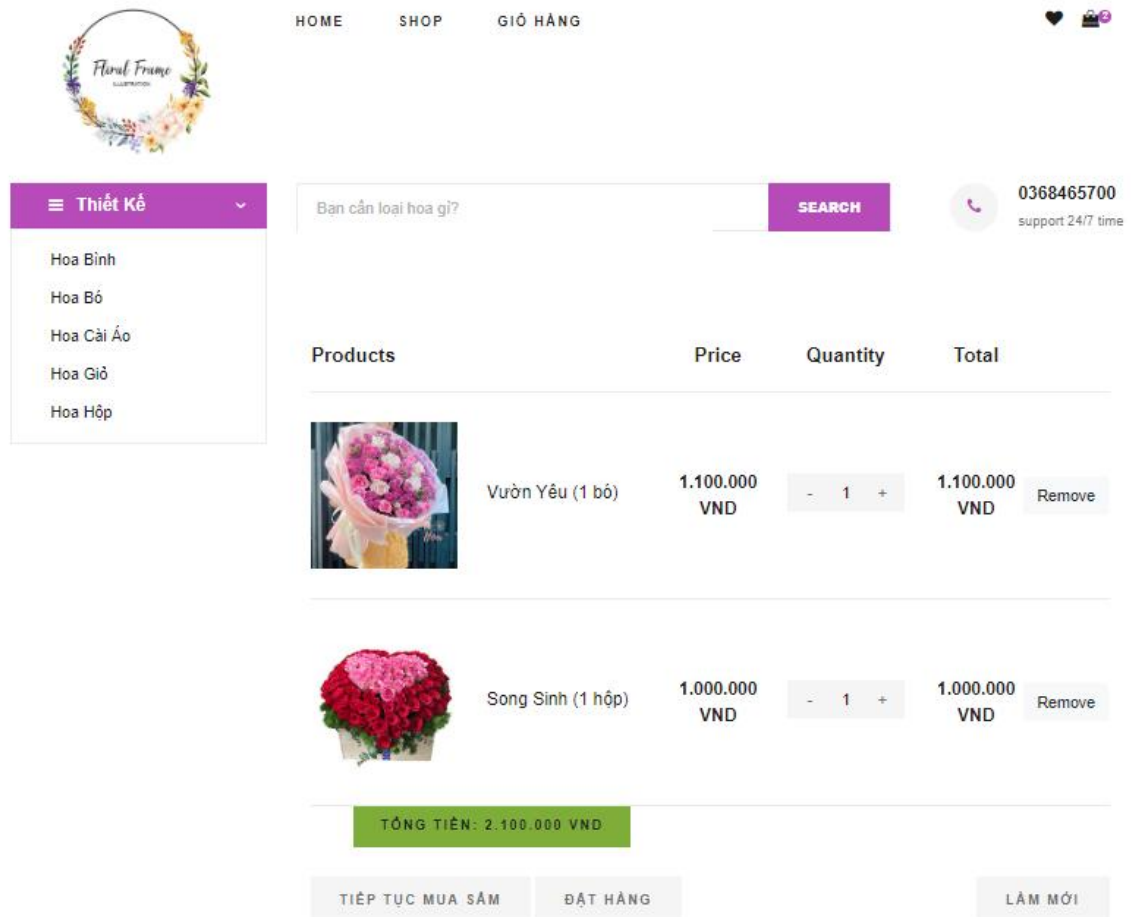 HOME SHOP GIỎ HÀNG
2
Floral Frame
ILLUSTRATION
Thiết Kế
Bạn cần loại hoa gì?
SEARCH
0368465700
support 24/7 time
Hoa Bình
Hoa Bó
Hoa Cài Áo
Hoa Giỏ
Hoa Hộp
Products Price Quantity Total
Vườn Yêu (1 bó) 1.100.000 VND - 1 + 1.100.000 VND Remove
Song Sinh (1 hộp) 1.000.000 VND - 1 + 1.000.000 VND Remove
TỔNG TIỀN: 2.100.000 VND
TIẾP TỤC MUA SẮM ĐẶT HÀNG LÀM MỚI